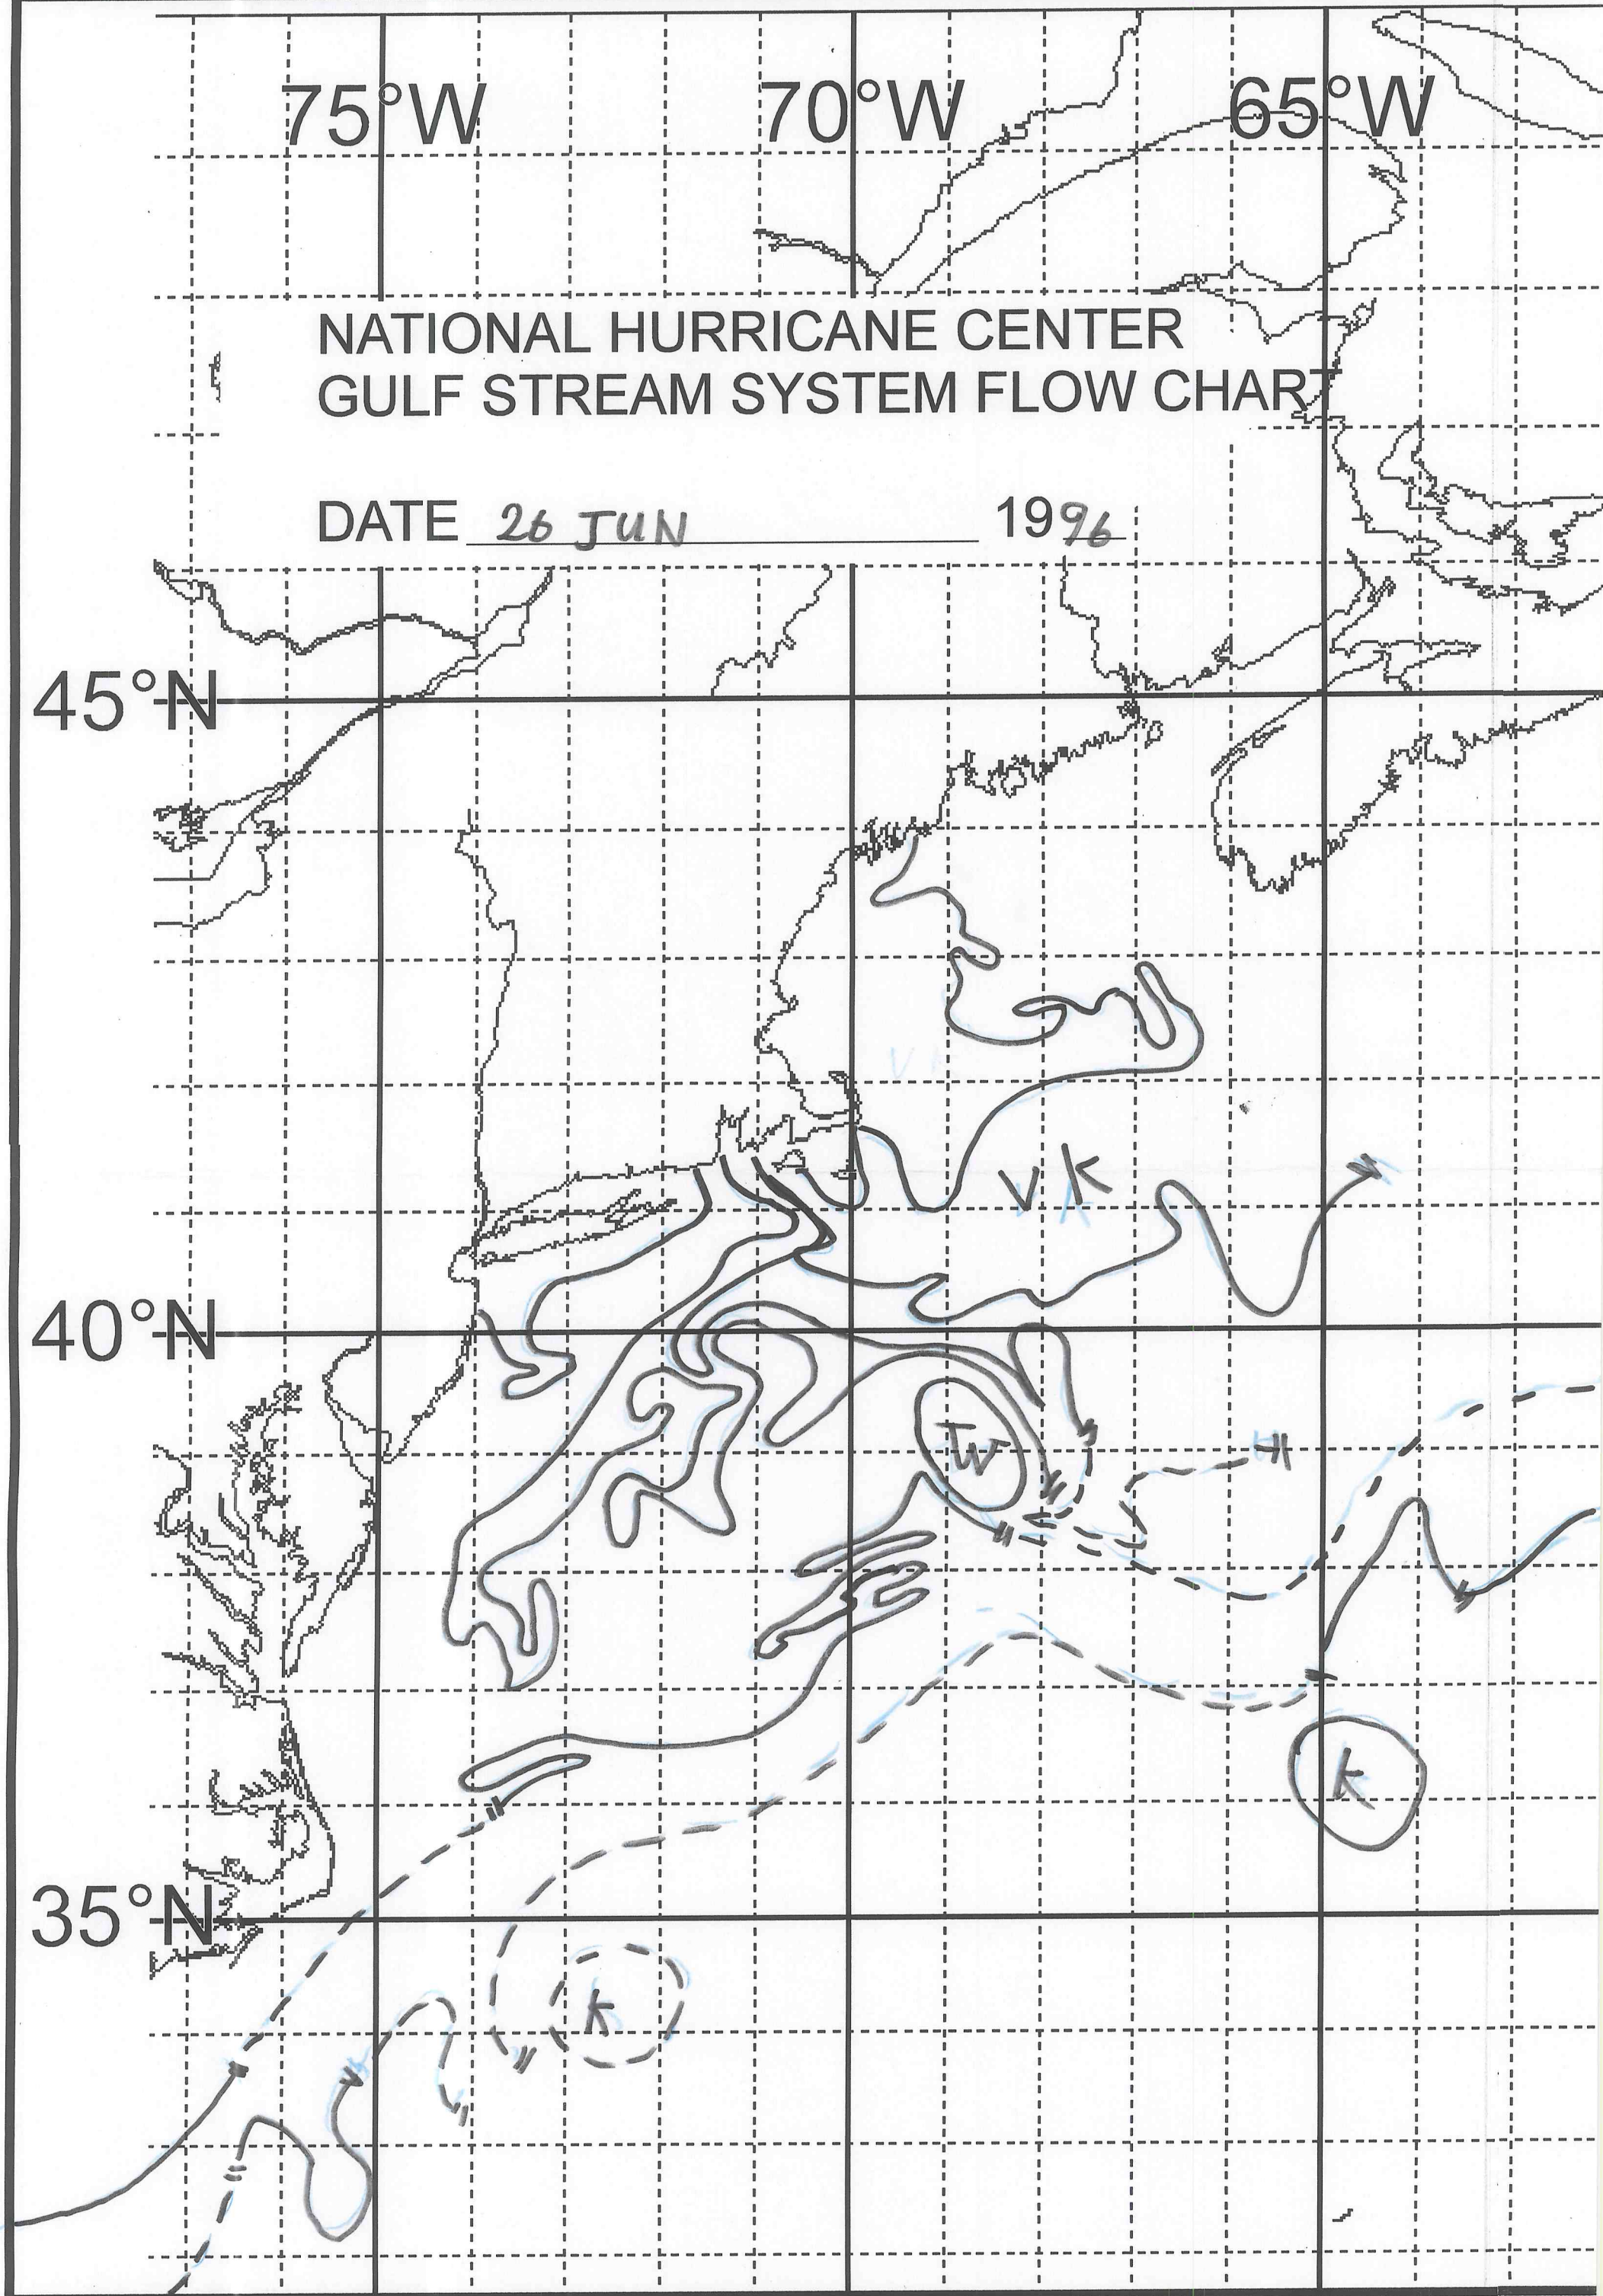 75°W 70°W 65°W
NATIONAL HURRICANE CENTER
GULF STREAM SYSTEM FLOW CHART
DATE 26 JUN 1996
45°N
VK
40°N
W
K
35°N
K